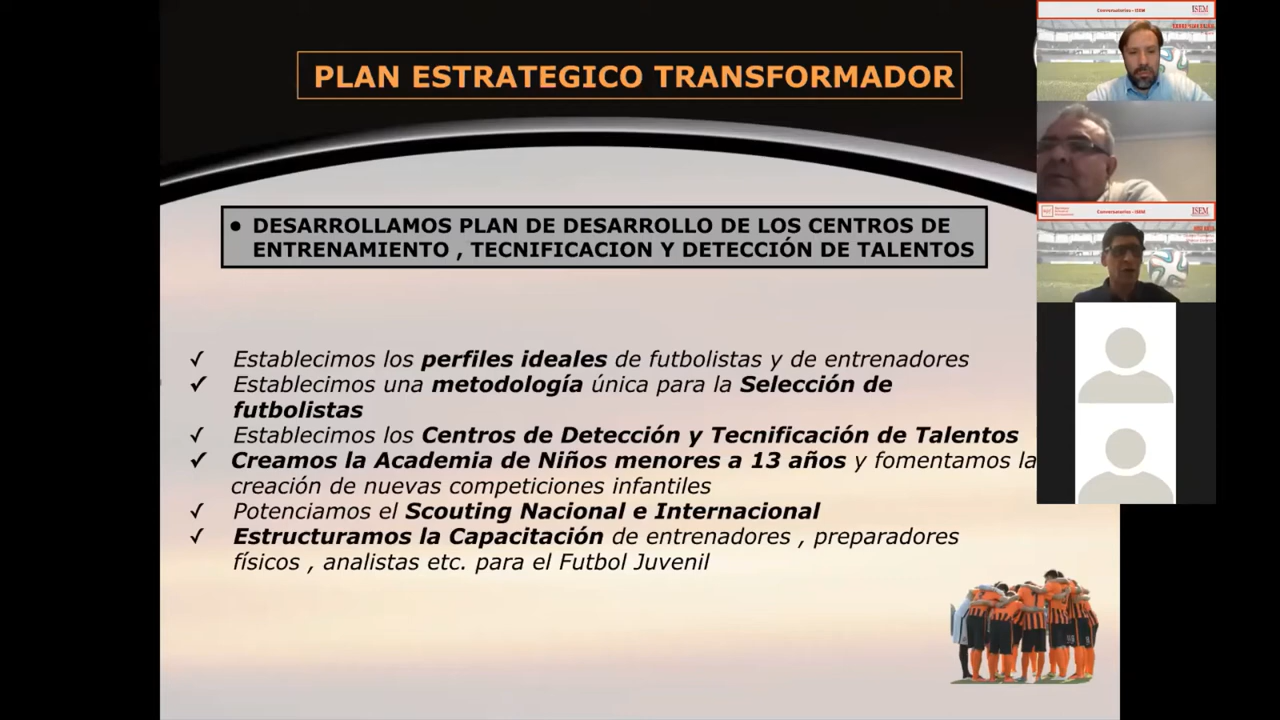 PLAN ESTRATEGICO TRANSFORMADOR
• DESARROLLAMOS PLAN DE DESARROLLO DE LOS CENTROS DE
ENTRENAMIENTO , TECNIFICACION Y DETECCIÓN DE TALENTOS
✓ Establecimos los perfiles ideales de futbolistas y de entrenadores
✓ Establecimos una metodología única para la Selección de
futbolistas
✓ Establecimos los Centros de Detección y Tecnificación de Talentos
✓ Creamos la Academia de Niños menores a 13 años y fomentamos la
creación de nuevas competiciones infantiles
✓ Potenciamos el Scouting Nacional e Internacional
✓ Estructuramos la Capacitación de entrenadores , preparadores
físicos , analistas etc. para el Futbol Juvenil
Conversatorios - ISEM
ISEM
Conversatorios - ISEM
ISEM